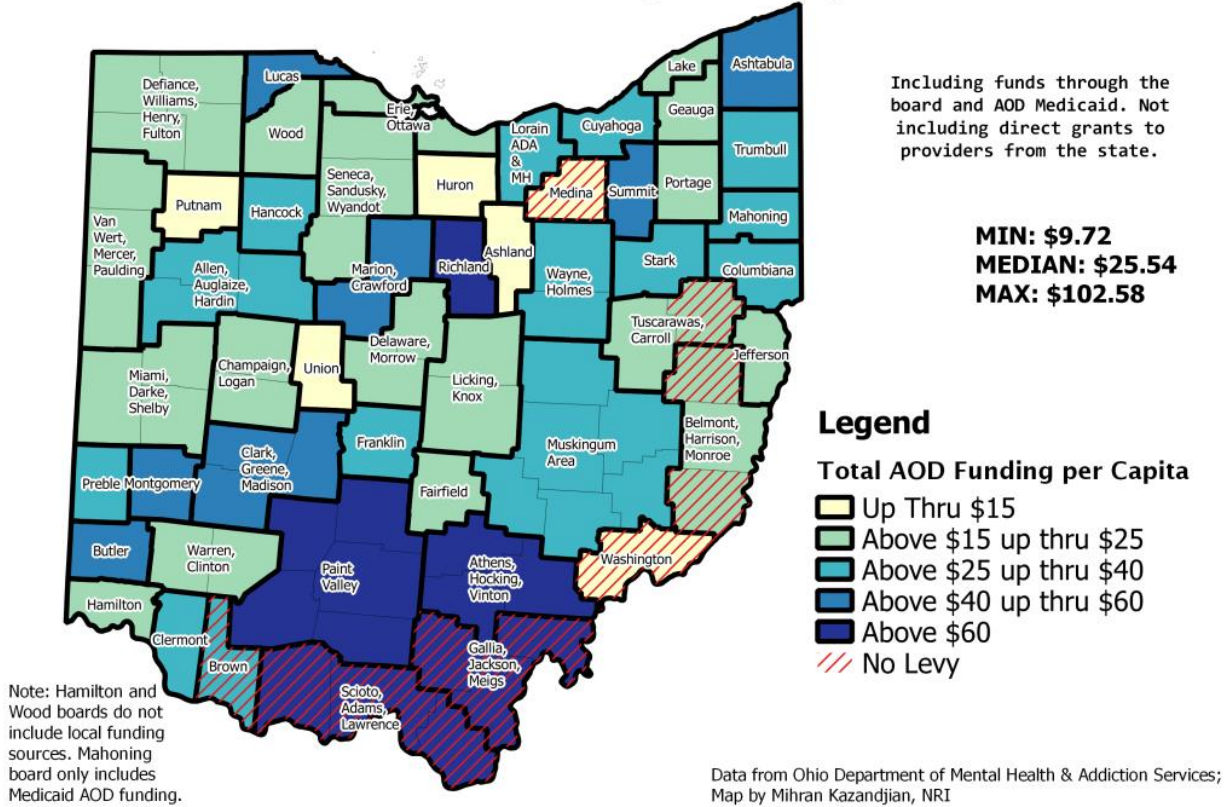 Lake
Ashtabula
Lucas
Defiance,
Williams,
Henry,
Fulton
Wood
Erie,
Ottawa
Lorain
ADA
&
MH
Cuyahoga
Geauga
Trumbull
Seneca,
Sandusky,
Wyandot
Huron
Medina
Summit
Portage
Putnam
Hancock
Mahoning
Van
Wert,
Mercer,
Paulding
Allen,
Auglaize,
Hardin
Marion,
Crawford
Richland
Ashland
Wayne,
Holmes
Stark
Columbiana
Tuscarawas,
Carroll
Jefferson
Delaware,
Morrow
Miami,
Darke,
Shelby
Champaign,
Logan
Union
Licking,
Knox
Belmont,
Harrison,
Monroe
Muskingum
Area
Franklin
Clark,
Greene,
Madison
Preble
Montgomery
Fairfield
Butler
Warren,
Clinton
Paint
Valley
Athens,
Hocking,
Vinton
Washington
Hamilton
Clermont
Brown
Gallia,
Jackson,
Meigs
Scioto,
Adams,
Lawrence
Including funds through the
board and AOD Medicaid. Not
including direct grants to
providers from the state.
MIN: $9.72
MEDIAN: $25.54
MAX: $102.58
Legend
Total AOD Funding per Capita
Up Thru $15
Above $15 up thru $25
Above $25 up thru $40
Above $40 up thru $60
Above $60
No Levy
Note: Hamilton and
Wood boards do not
include local funding
sources. Mahoning
board only includes
Medicaid AOD funding.
Data from Ohio Department of Mental Health & Addiction Services;
Map by Mihran Kazandjian, NRI